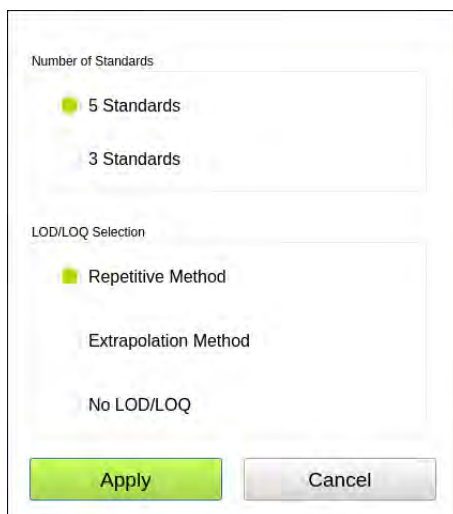 Number of Standards
5 Standards
3 Standards
LOD/LOQ Selection
Repetitive Method
Extrapolation Method
No LOD/LOQ
Apply
Cancel